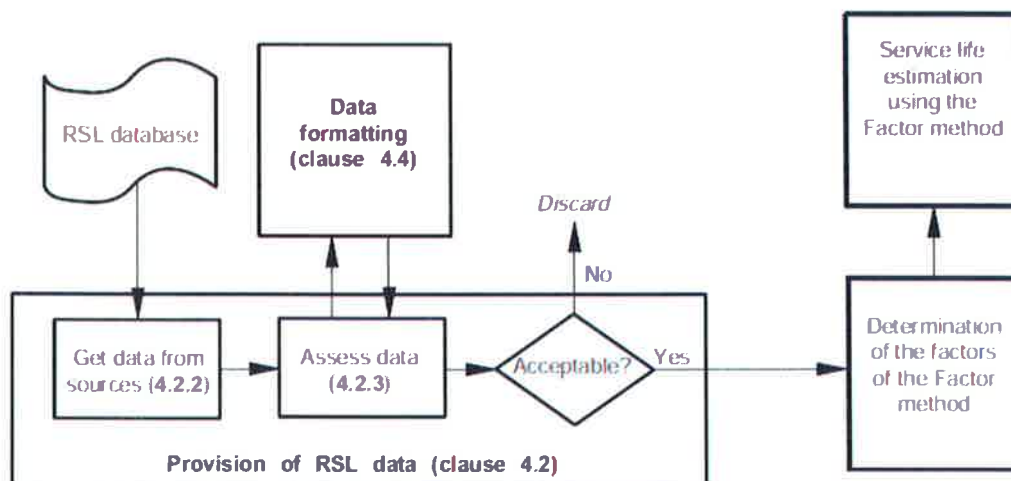 RSL database
Data
formatting
(clause 4.4)
Service life
estimation
using the
Factor method
Discard
No
Get data from
sources (4.2.2)
Assess data
(4.2.3)
Acceptable?
Yes
Determination
of the factors
of the Factor
method
Provision of RSL data (clause 4.2)